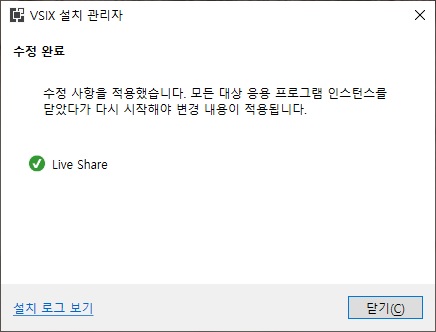 VSIX 설치 관리자
수정 완료
수정 사항을 적용했습니다. 모든 대상 응용 프로그램 인스턴스를
닫았다가 다시 시작해야 변경 내용이 적용됩니다.
Live Share
설치 로그 보기
닫기(C)